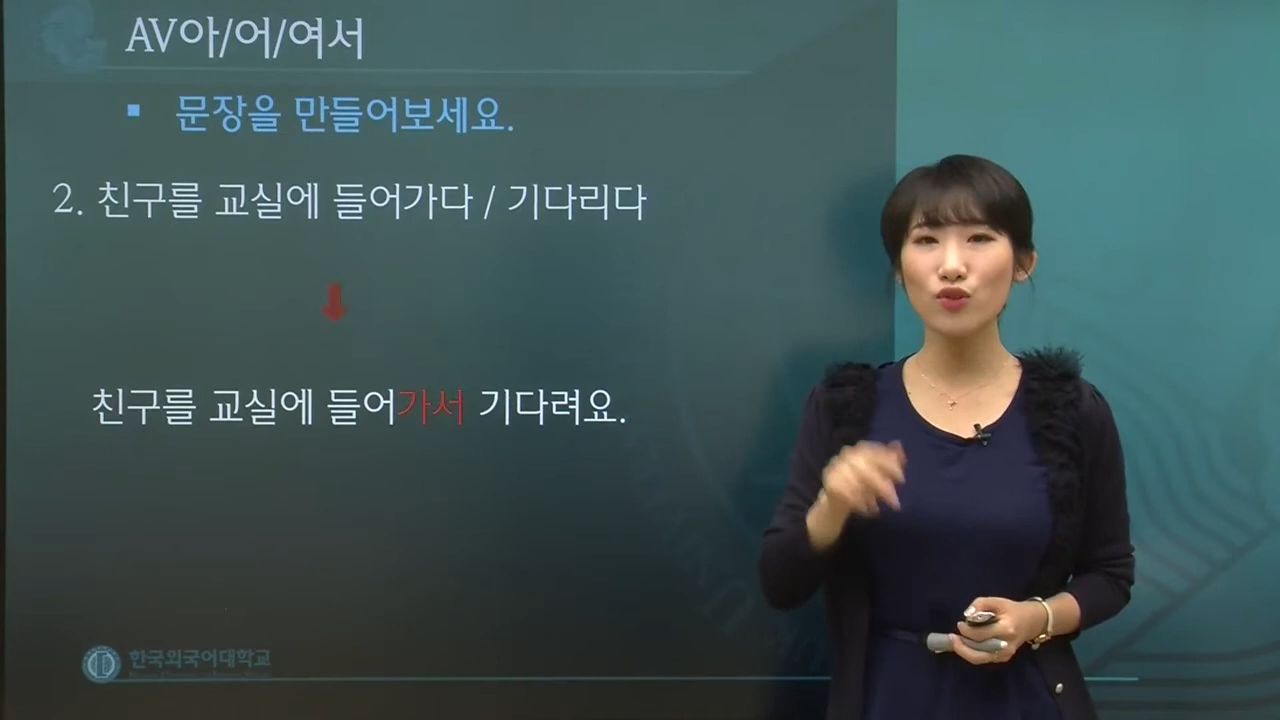 AV아/어/여서
▪ 문장을 만들어보세요.
2. 친구를 교실에 들어가다 / 기다리다
친구를 교실에 들어가서 기다려요.
한국외국어대학교